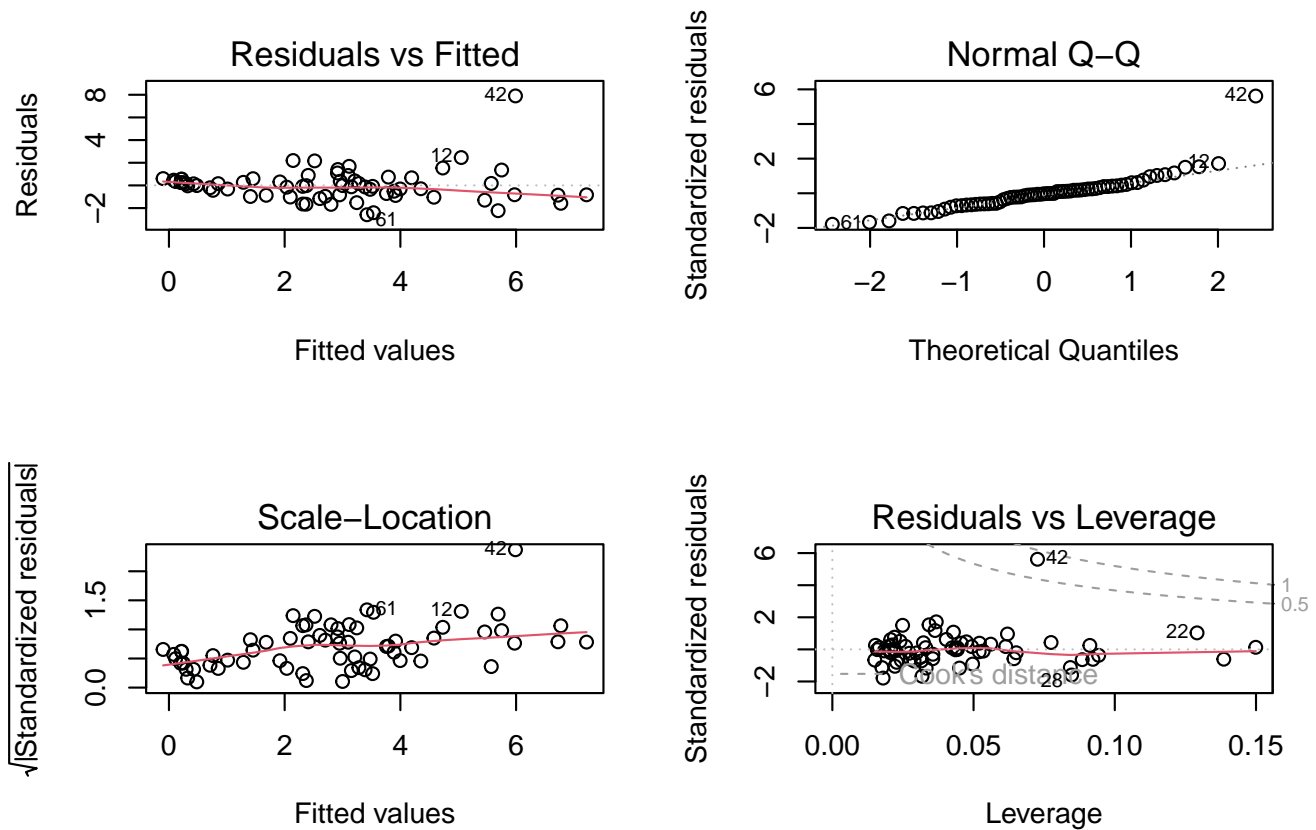 Residuals vs Fitted
Residuals
8
4
−2
42
12
61
0 2 4 6
Fitted values
Normal Q−Q
Standardized residuals
6
2
−2
42
12
61
−2 −1 0 1 2
Theoretical Quantiles
Scale−Location
√|Standardized residuals|
1.5
0.0
42
61
12
0 2 4 6
Fitted values
Residuals vs Leverage
Standardized residuals
6
2
−2
42
1
0.5
22
Cook's distance
28
0.00 0.05 0.10 0.15
Leverage